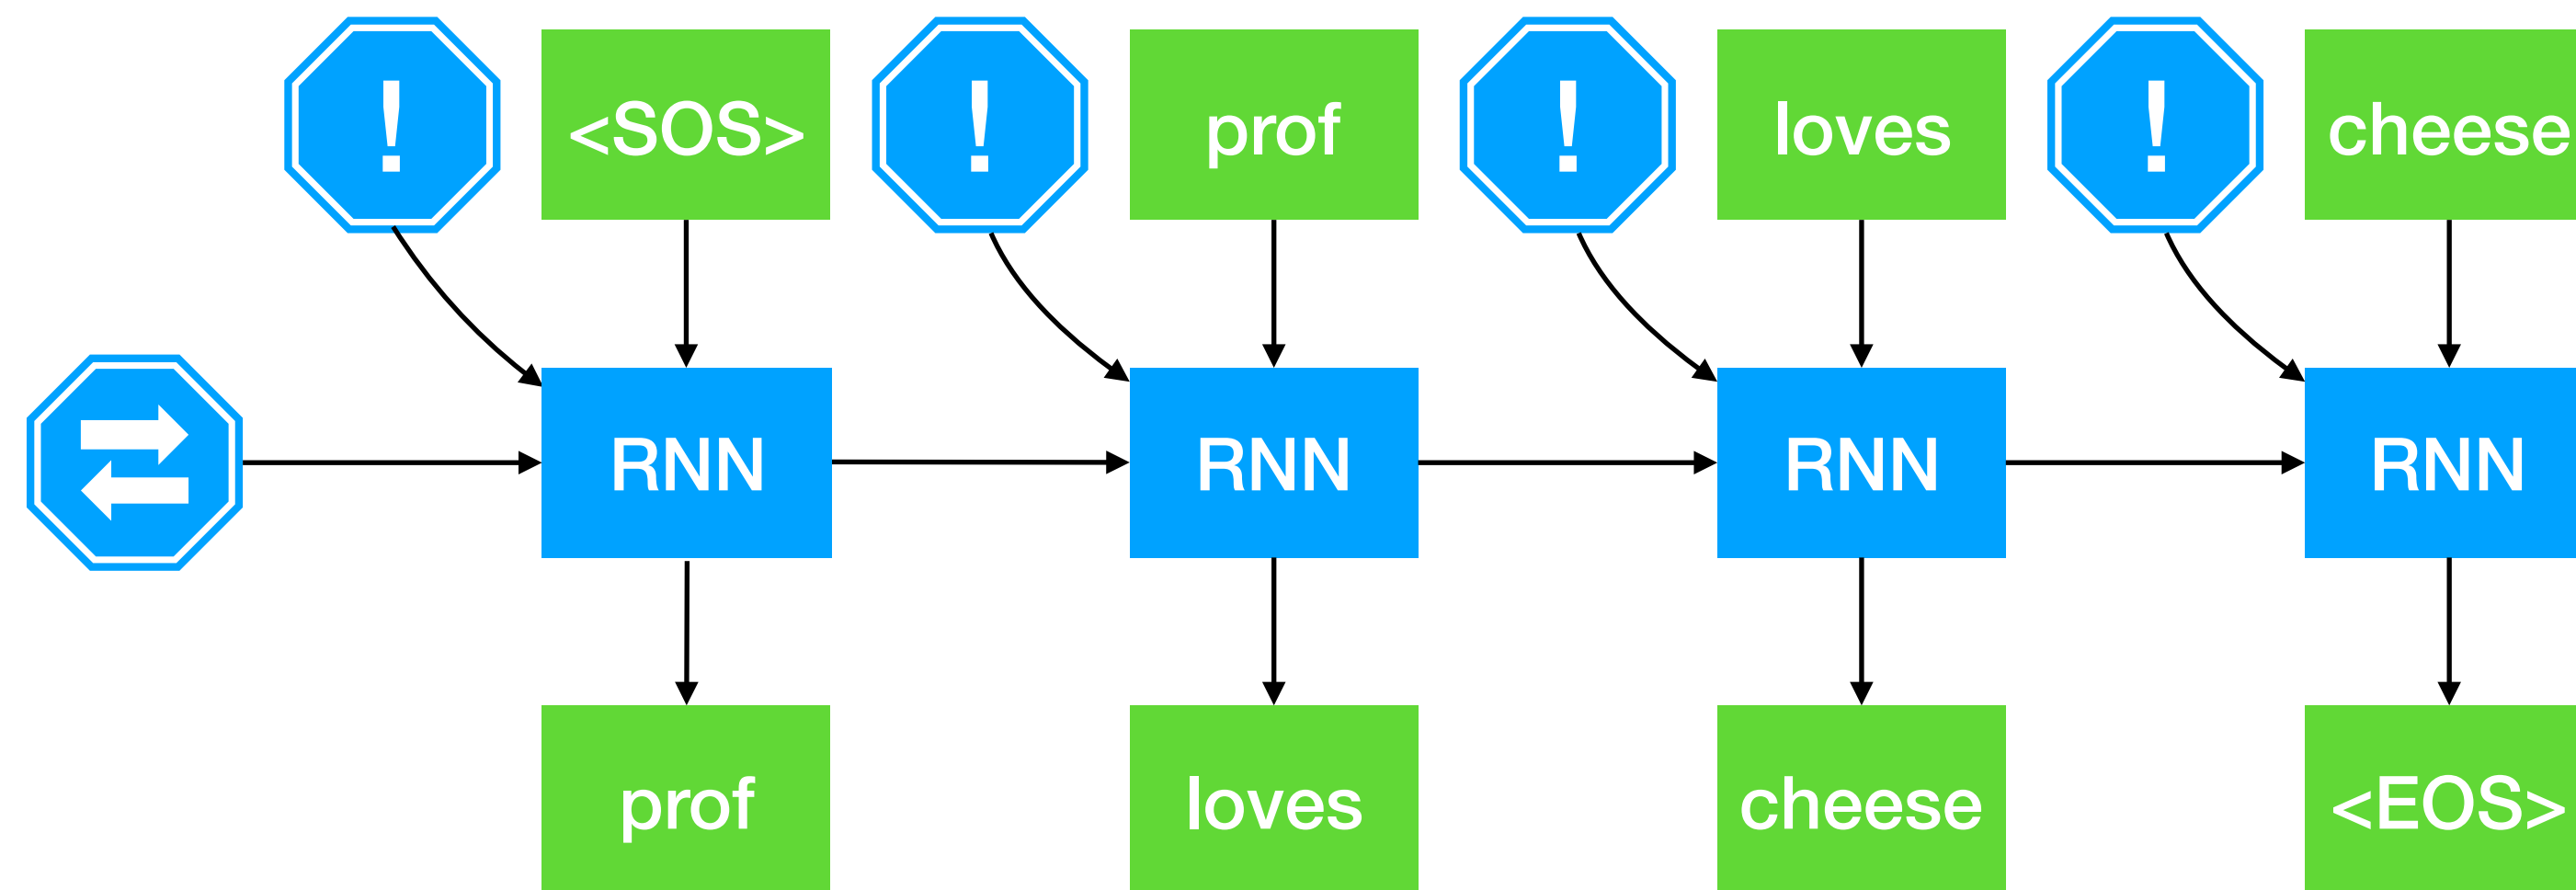 ! <SOS> ! prof ! loves ! cheese
RNN RNN RNN RNN
prof loves cheese <EOS>